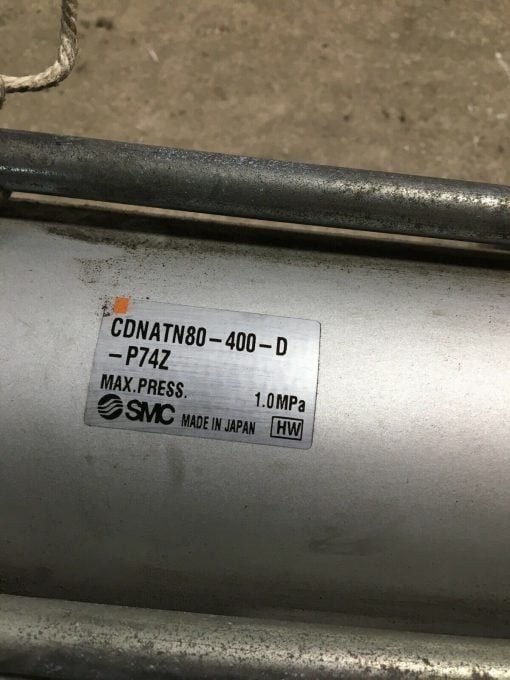 CDNATN80-400-D
-P74Z
MAX.PRESS. 1.0MPa
SMC MADE IN JAPAN HW